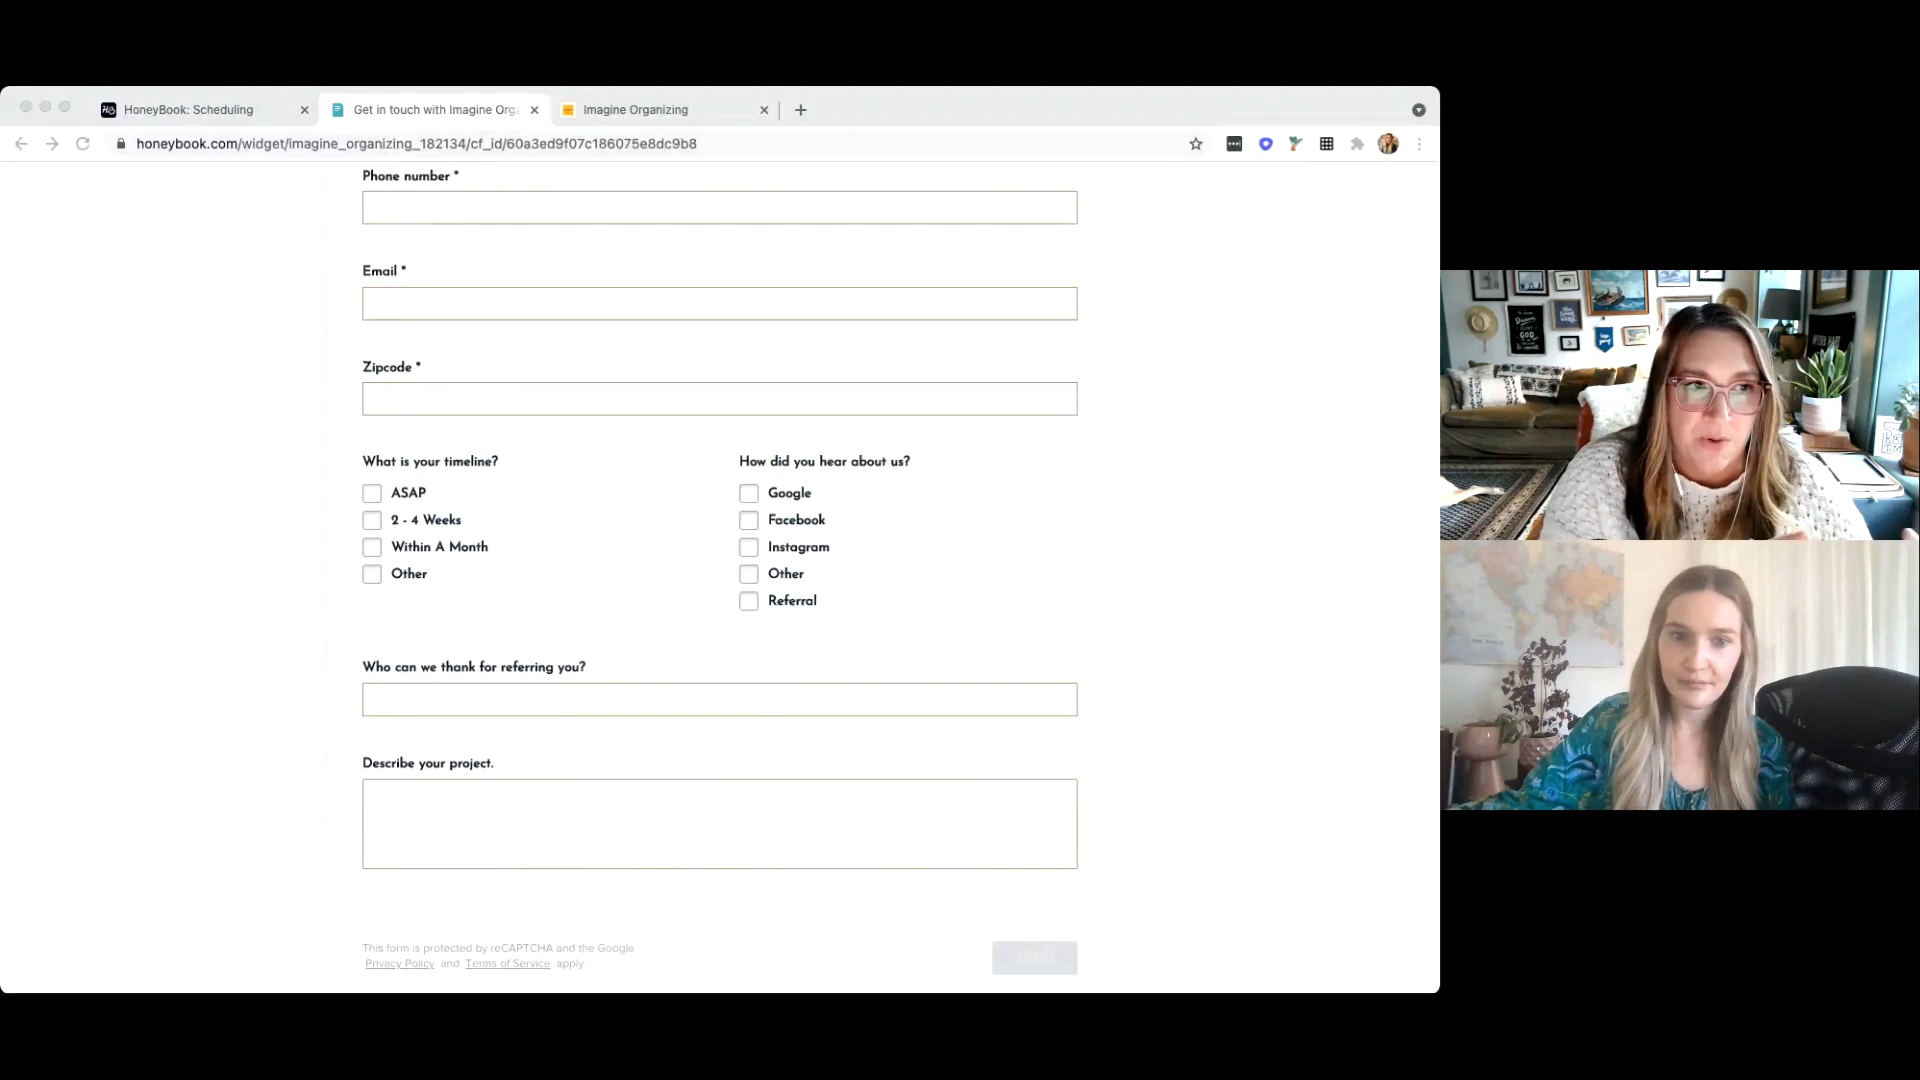 HoneyBook: Scheduling
Get in touch with Imagine Orga
Imagine Organizing
honeybook.com/widget/imagine_organizing_182134/cf_id/60a3ed9f07c186075e8dc9b8
Phone number *
Email *
Zipcode *
What is your timeline?
ASAP
2 - 4 Weeks
Within A Month
Other
How did you hear about us?
Google
Facebook
Instagram
Other
Referral
Who can we thank for referring you?
Describe your project.
This form is protected by reCAPTCHA and the Google
Privacy Policy and Terms of Service apply.
SEND